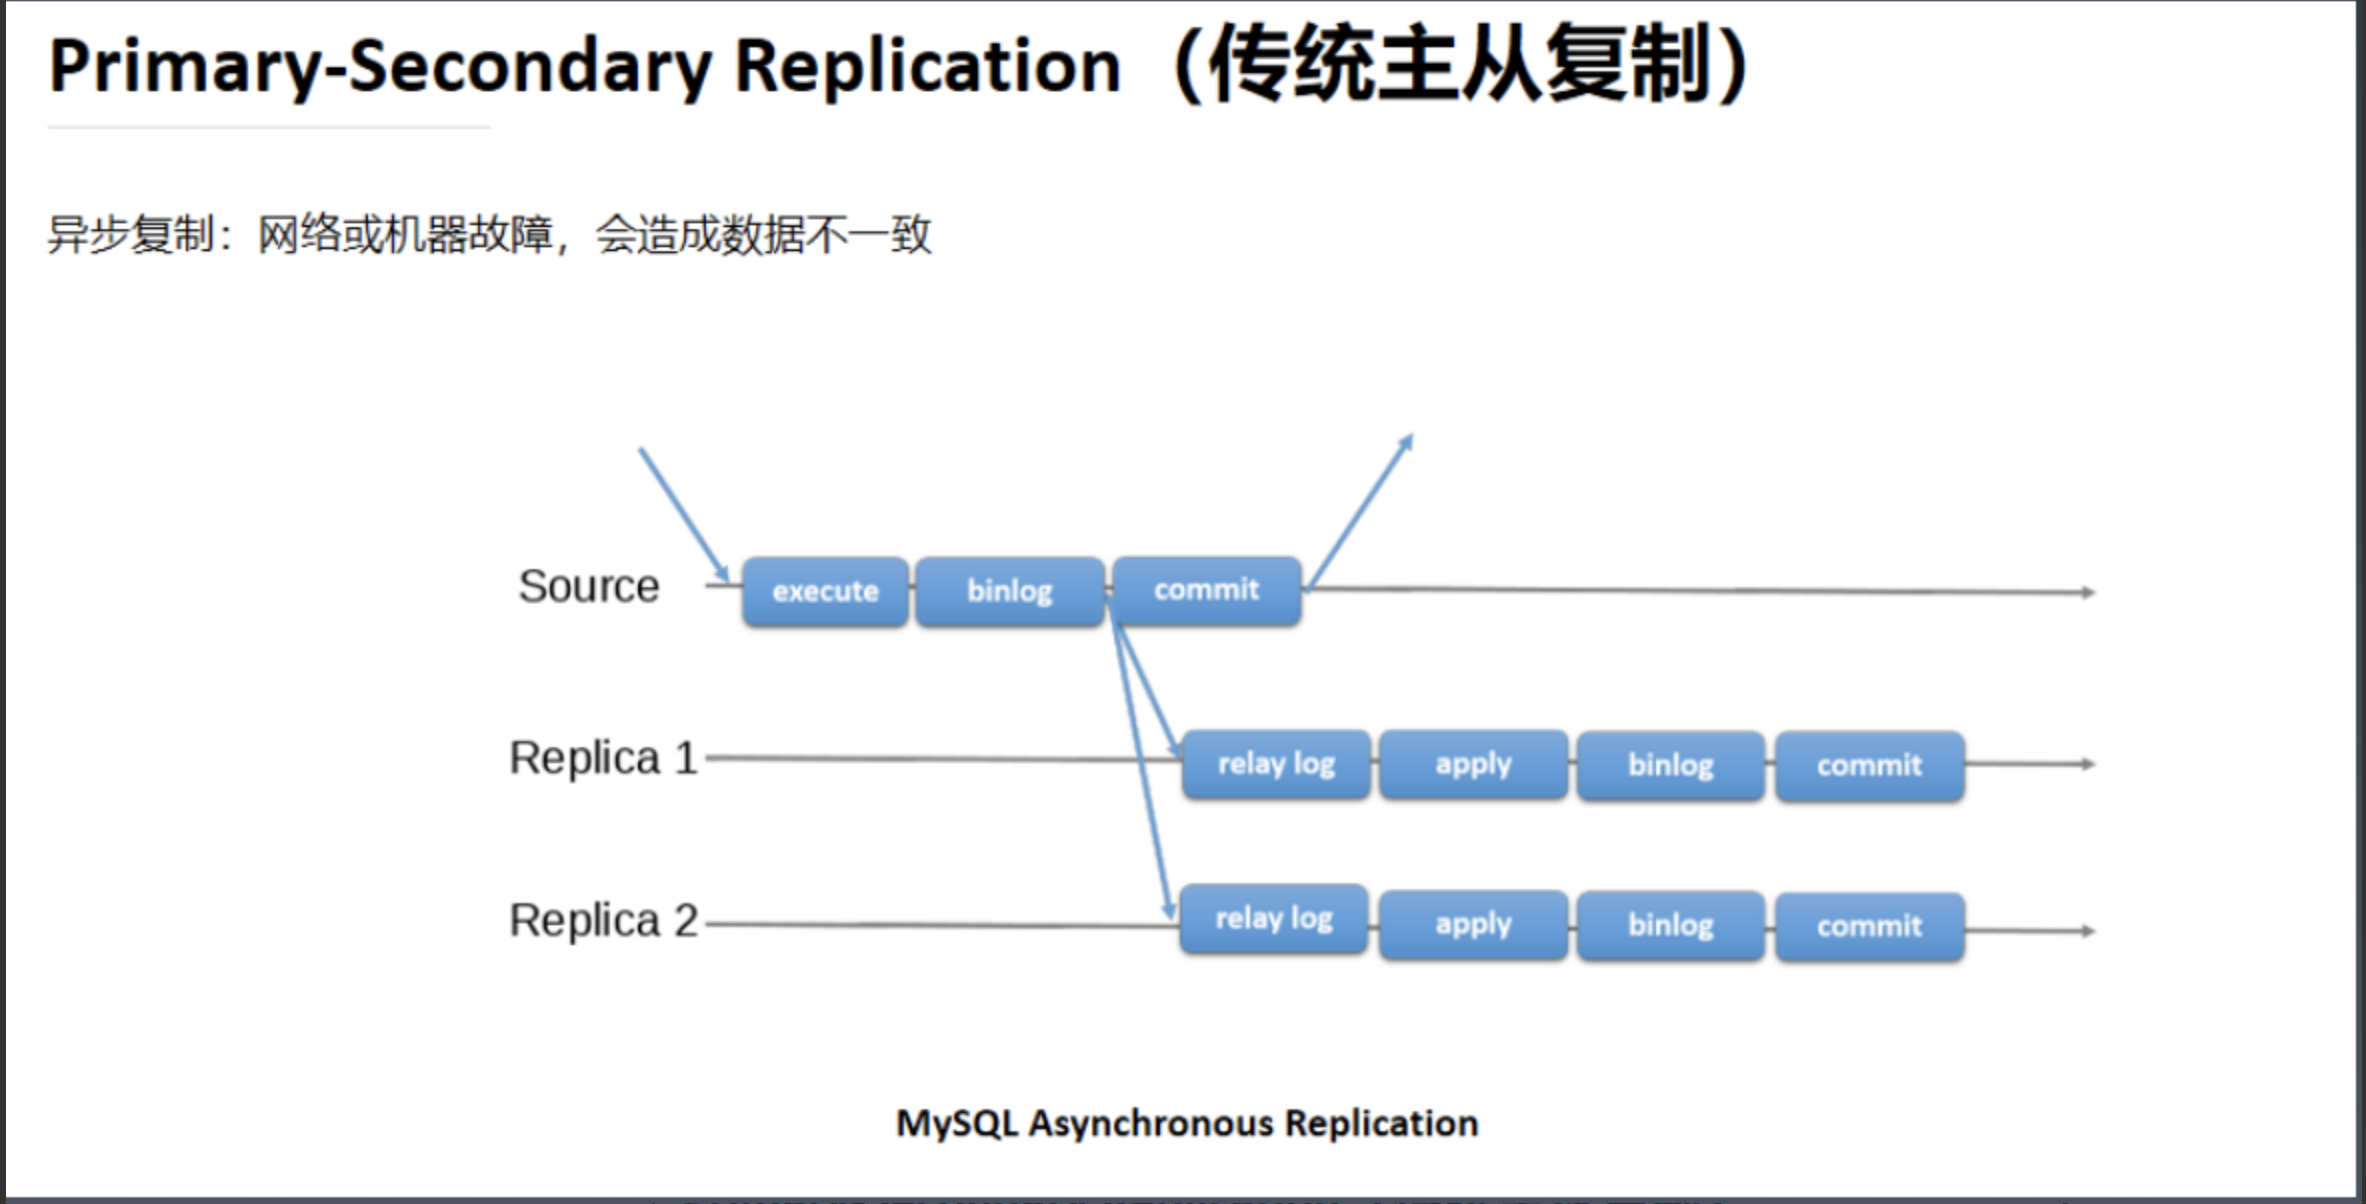 Primary-Secondary Replication（传统主从复制）
异步复制：网络或机器故障，会造成数据不一致
Source execute binlog commit
Replica 1 relay log apply binlog commit
Replica 2 relay log apply binlog commit
MySQL Asynchronous Replication